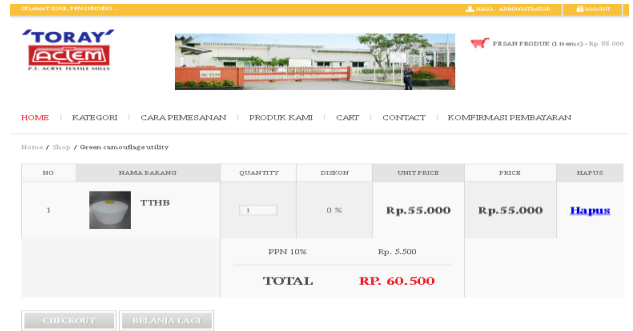 SELAMAT SORE, PENGUNJUNG...
HALO, ADMINISTRATOR LOGOUT
'TORAY'
ACTEM
P.T. ACRYL TEXTILE MILLS
PESAN PRODUK (1 items) - Rp. 55.000
HOME | KATEGORI | CARA PEMESANAN | PRODUK KAMI | CART | CONTACT | KOMFIRMASI PEMBAYARAN
Home / Shop / Green camouflage utility
NO NAMA BARANG QUANTITY DISKON UNIT PRICE PRICE HAPUS
1 TTHB 1 0 % Rp.55.000 Rp.55.000 Hapus
PPN 10% Rp. 5.500
TOTAL RP. 60.500
CHECKOUT BELANJA LAGI